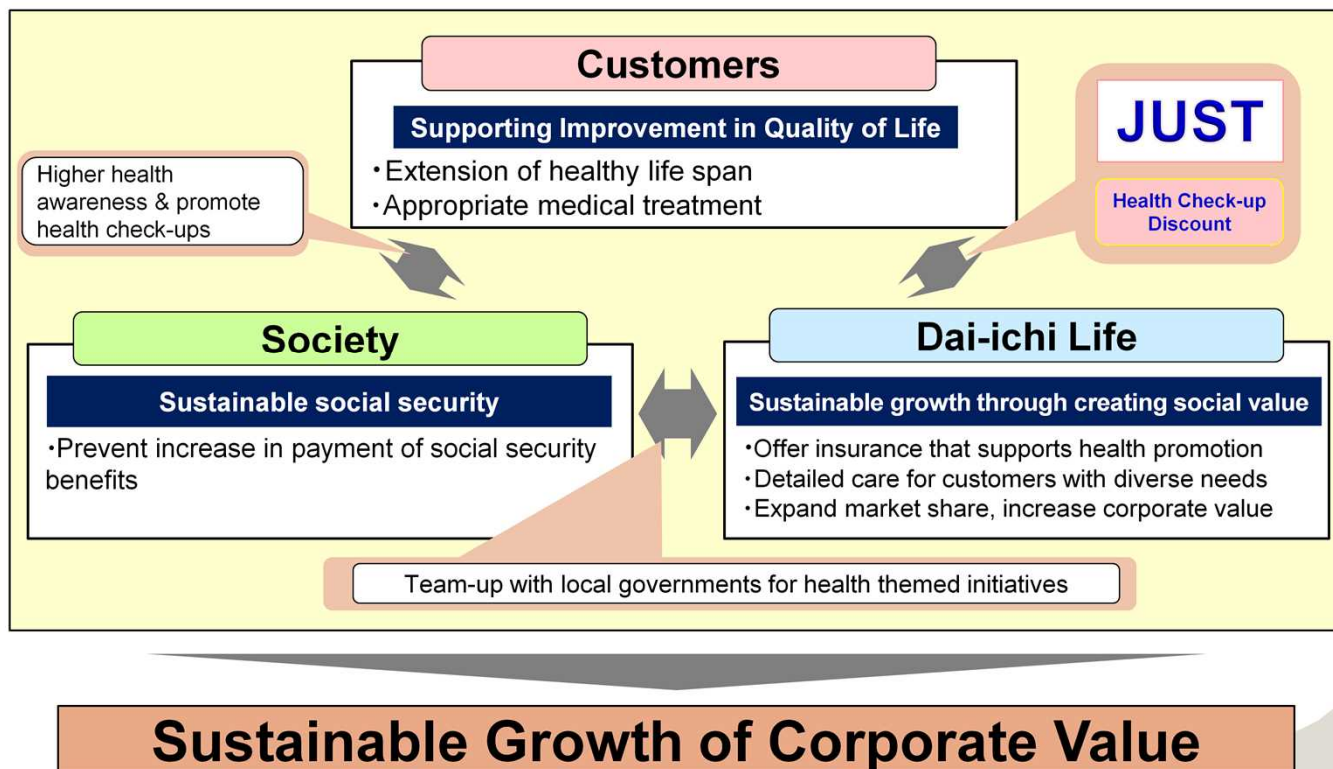 Customers
Supporting Improvement in Quality of Life
・Extension of healthy life span
・Appropriate medical treatment
JUST
Health Check-up
Discount
Higher health
awareness & promote
health check-ups
Society
Sustainable social security
・Prevent increase in payment of social security
benefits
Dai-ichi Life
Sustainable growth through creating social value
・Offer insurance that supports health promotion
・Detailed care for customers with diverse needs
・Expand market share, increase corporate value
Team-up with local governments for health themed initiatives
Sustainable Growth of Corporate Value